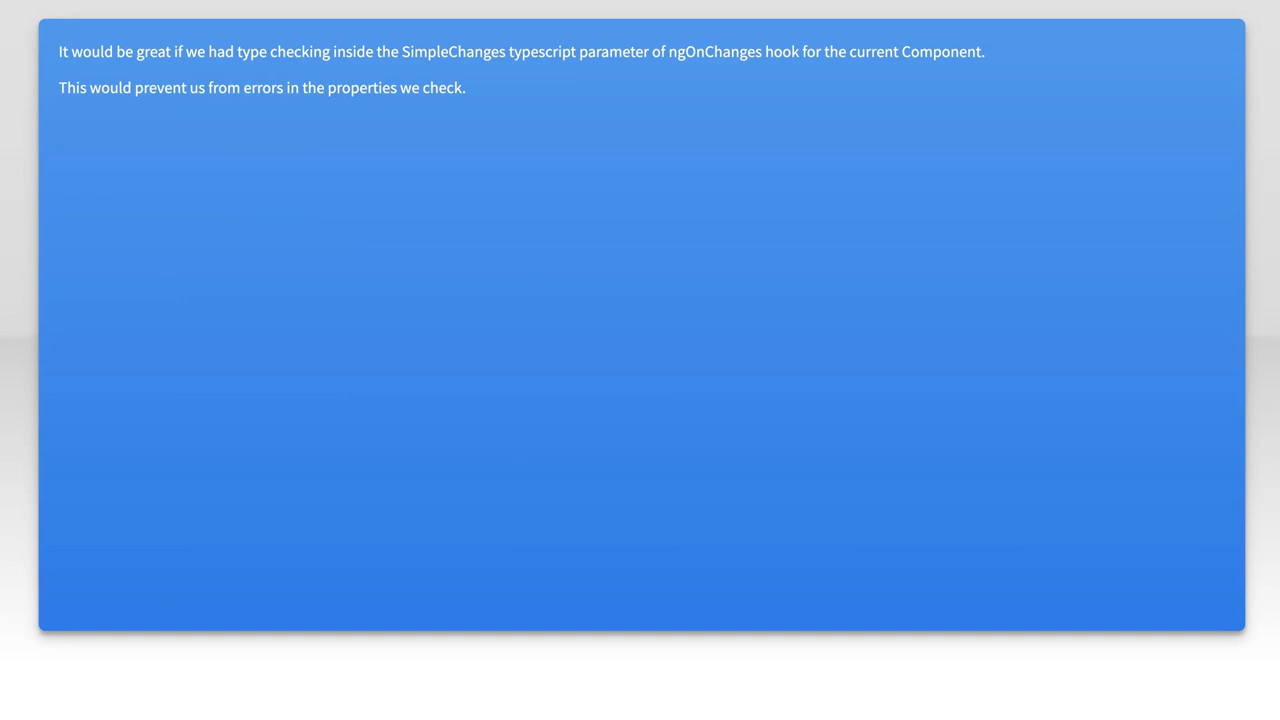 It would be great if we had type checking inside the SimpleChanges typescript parameter of ngOnChanges hook for the current Component.
This would prevent us from errors in the properties we check.